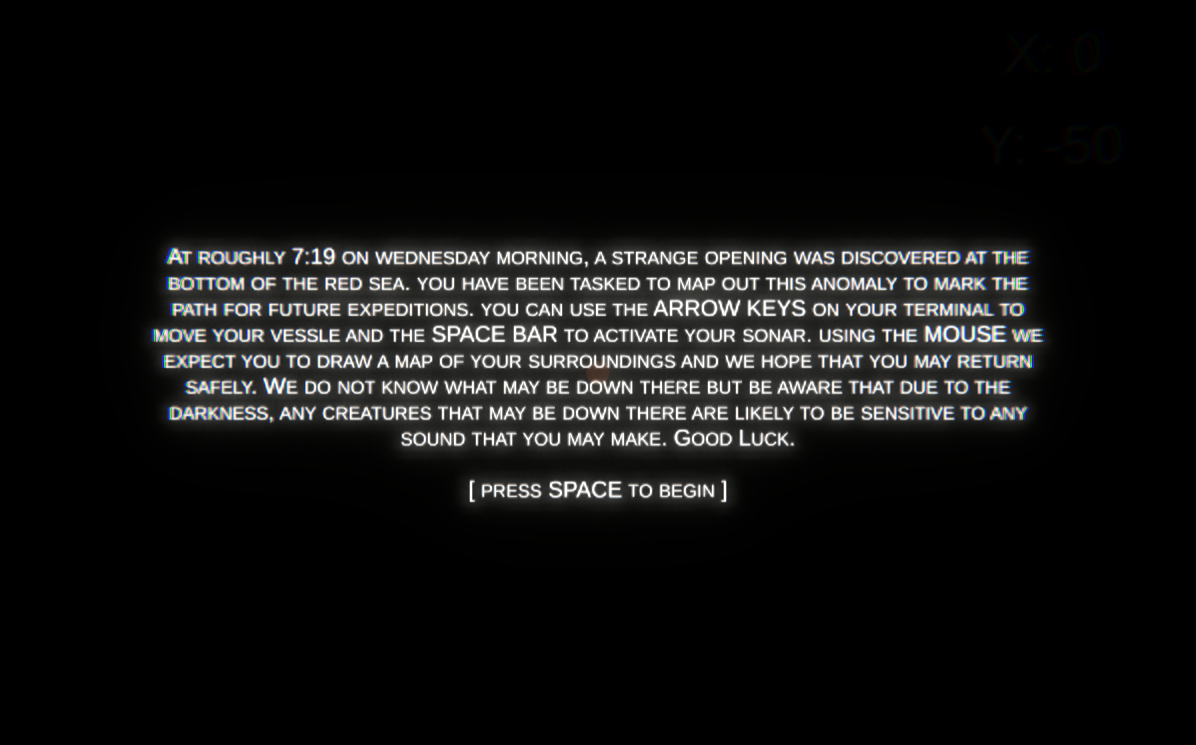 X: 0
Y: -50
At roughly 7:19 on wednesday morning, a strange opening was discovered at the
bottom of the red sea. you have been tasked to map out this anomaly to mark the
path for future expeditions. you can use the ARROW KEYS on your terminal to
move your vessle and the SPACE BAR to activate your sonar. using the MOUSE we
expect you to draw a map of your surroundings and we hope that you may return
safely. We do not know what may be down there but be aware that due to the
darkness, any creatures that may be down there are likely to be sensitive to any
sound that you may make. Good Luck.
[ press SPACE to begin ]